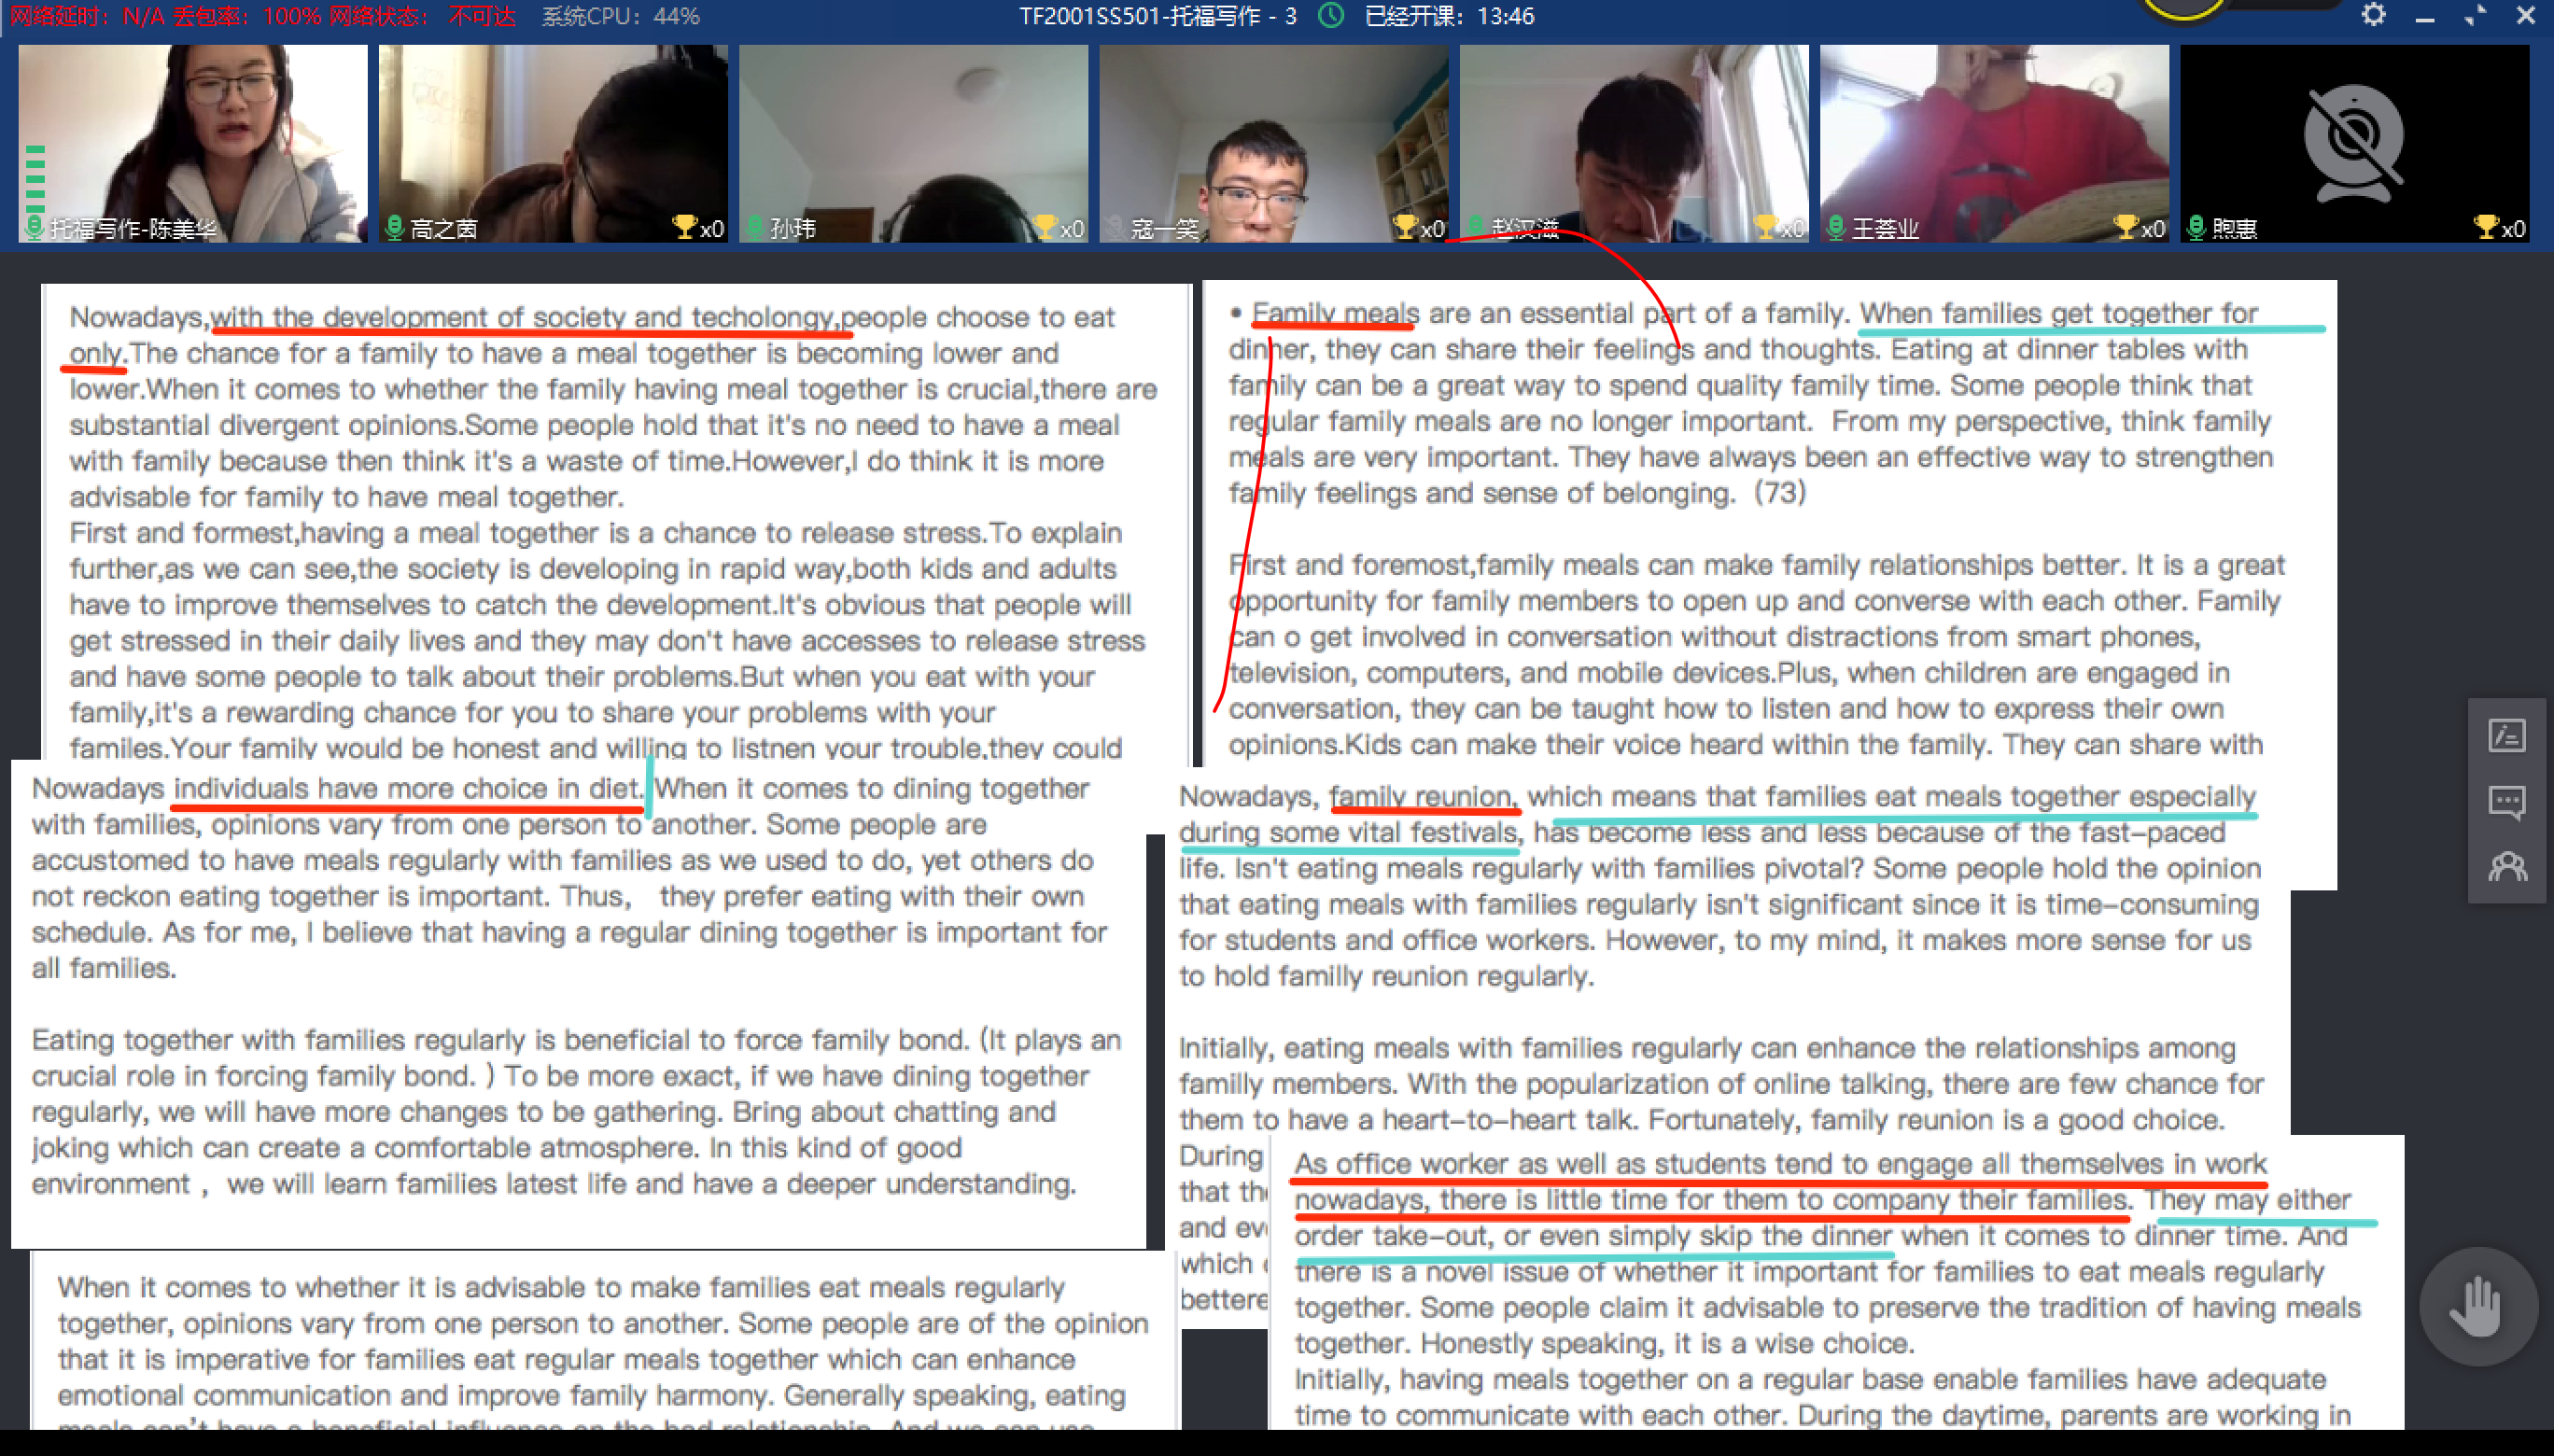 网络延时：N/A 丢包率：100% 网络状态： 不可达 系统CPU：44% TF2001SS501-托福写作 - 3 已经开课：13:46
托福写作-陈美华
高之茵 x0
孙玮 x0
寇一笑 x0
赵汉滋 x0
王荟业 x0
煦惠 x0
Nowadays,with the development of society and techolongy,people choose to eat
only.The chance for a family to have a meal together is becoming lower and
lower.When it comes to whether the family having meal together is crucial,there are
substantial divergent opinions.Some people hold that it's no need to have a meal
with family because then think it's a waste of time.However,I do think it is more
advisable for family to have meal together.
First and formest,having a meal together is a chance to release stress.To explain
further,as we can see,the society is developing in rapid way,both kids and adults
have to improve themselves to catch the development.It's obvious that people will
get stressed in their daily lives and they may don't have accesses to release stress
and have some people to talk about their problems.But when you eat with your
family,it's a rewarding chance for you to share your problems with your
familes.Your family would be honest and willing to listnen your trouble,they could
• Family meals are an essential part of a family. When families get together for
dinner, they can share their feelings and thoughts. Eating at dinner tables with
family can be a great way to spend quality family time. Some people think that
regular family meals are no longer important.  From my perspective, think family
meals are very important. They have always been an effective way to strengthen
family feelings and sense of belonging.  (73)
First and foremost,family meals can make family relationships better. It is a great
opportunity for family members to open up and converse with each other. Family
can o get involved in conversation without distractions from smart phones,
television, computers, and mobile devices.Plus, when children are engaged in
conversation, they can be taught how to listen and how to express their own
opinions.Kids can make their voice heard within the family. They can share with
Nowadays individuals have more choice in diet. When it comes to dining together
with families, opinions vary from one person to another. Some people are
accustomed to have meals regularly with families as we used to do, yet others do
not reckon eating together is important. Thus,   they prefer eating with their own
schedule. As for me, I believe that having a regular dining together is important for
all families.
Eating together with families regularly is beneficial to force family bond. (It plays an
crucial role in forcing family bond. ) To be more exact, if we have dining together
regularly, we will have more changes to be gathering. Bring about chatting and
joking which can create a comfortable atmosphere. In this kind of good
environment ,  we will learn families latest life and have a deeper understanding.
Nowadays, family reunion, which means that families eat meals together especially
during some vital festivals, has become less and less because of the fast-paced
life. Isn't eating meals regularly with families pivotal? Some people hold the opinion
that eating meals with families regularly isn't significant since it is time-consuming
for students and office workers. However, to my mind, it makes more sense for us
to hold familly reunion regularly.
Initially, eating meals with families regularly can enhance the relationships among
familly members. With the popularization of online talking, there are few chance for
them to have a heart-to-heart talk. Fortunately, family reunion is a good choice.
During
that
and
which
When it comes to whether it is advisable to make families eat meals regularly
together, opinions vary from one person to another. Some people are of the opinion
that it is imperative for families eat regular meals together which can enhance
emotional communication and improve family harmony. Generally speaking, eating
meals can't have a beneficial influence on the bad relationship. And we can use
As office worker as well as students tend to engage all themselves in work
nowadays, there is little time for them to company their families. They may either
order take-out, or even simply skip the dinner when it comes to dinner time. And
there is a novel issue of whether it important for families to eat meals regularly
together. Some people claim it advisable to preserve the tradition of having meals
together. Honestly speaking, it is a wise choice.
Initially, having meals together on a regular base enable families have adequate
time to communicate with each other. During the daytime, parents are working in